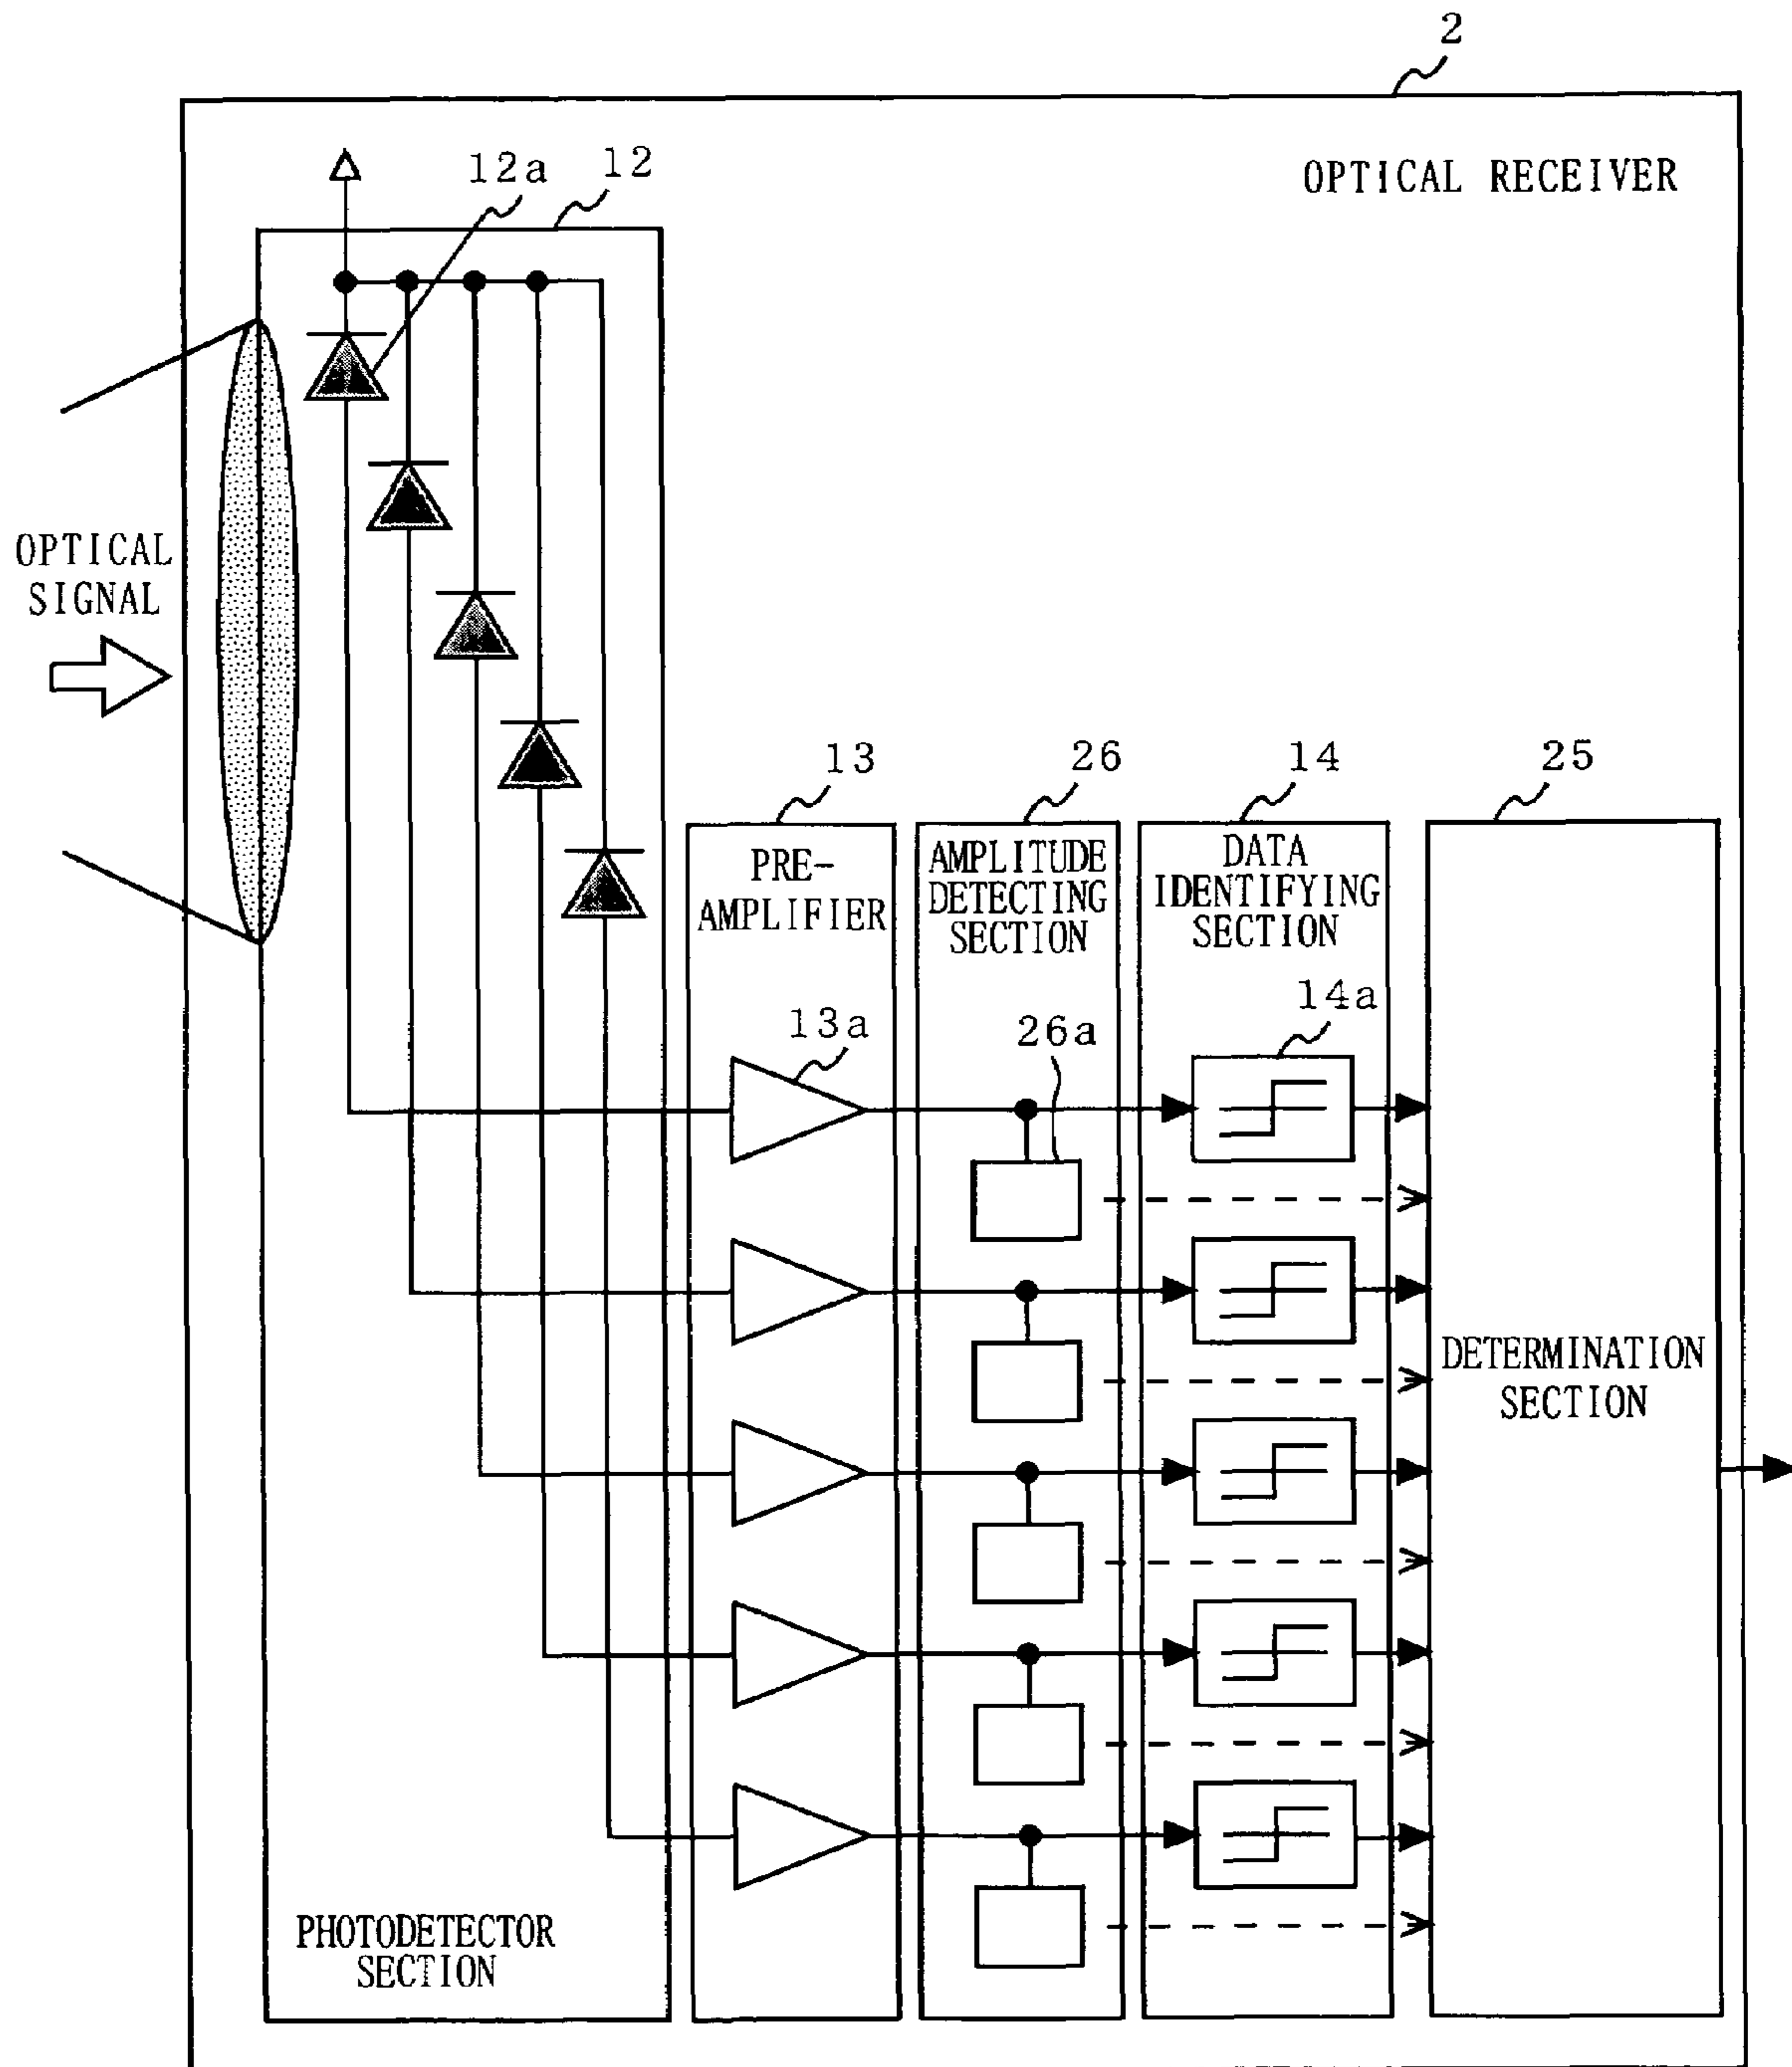 2
OPTICAL RECEIVER
12a
12
OPTICAL
SIGNAL
13
26
14
25
PRE-
AMPLIFIER
AMPLITUDE
DETECTING
SECTION
DATA
IDENTIFYING
SECTION
13a
26a
14a
DETERMINATION
SECTION
PHOTODETECTOR
SECTION